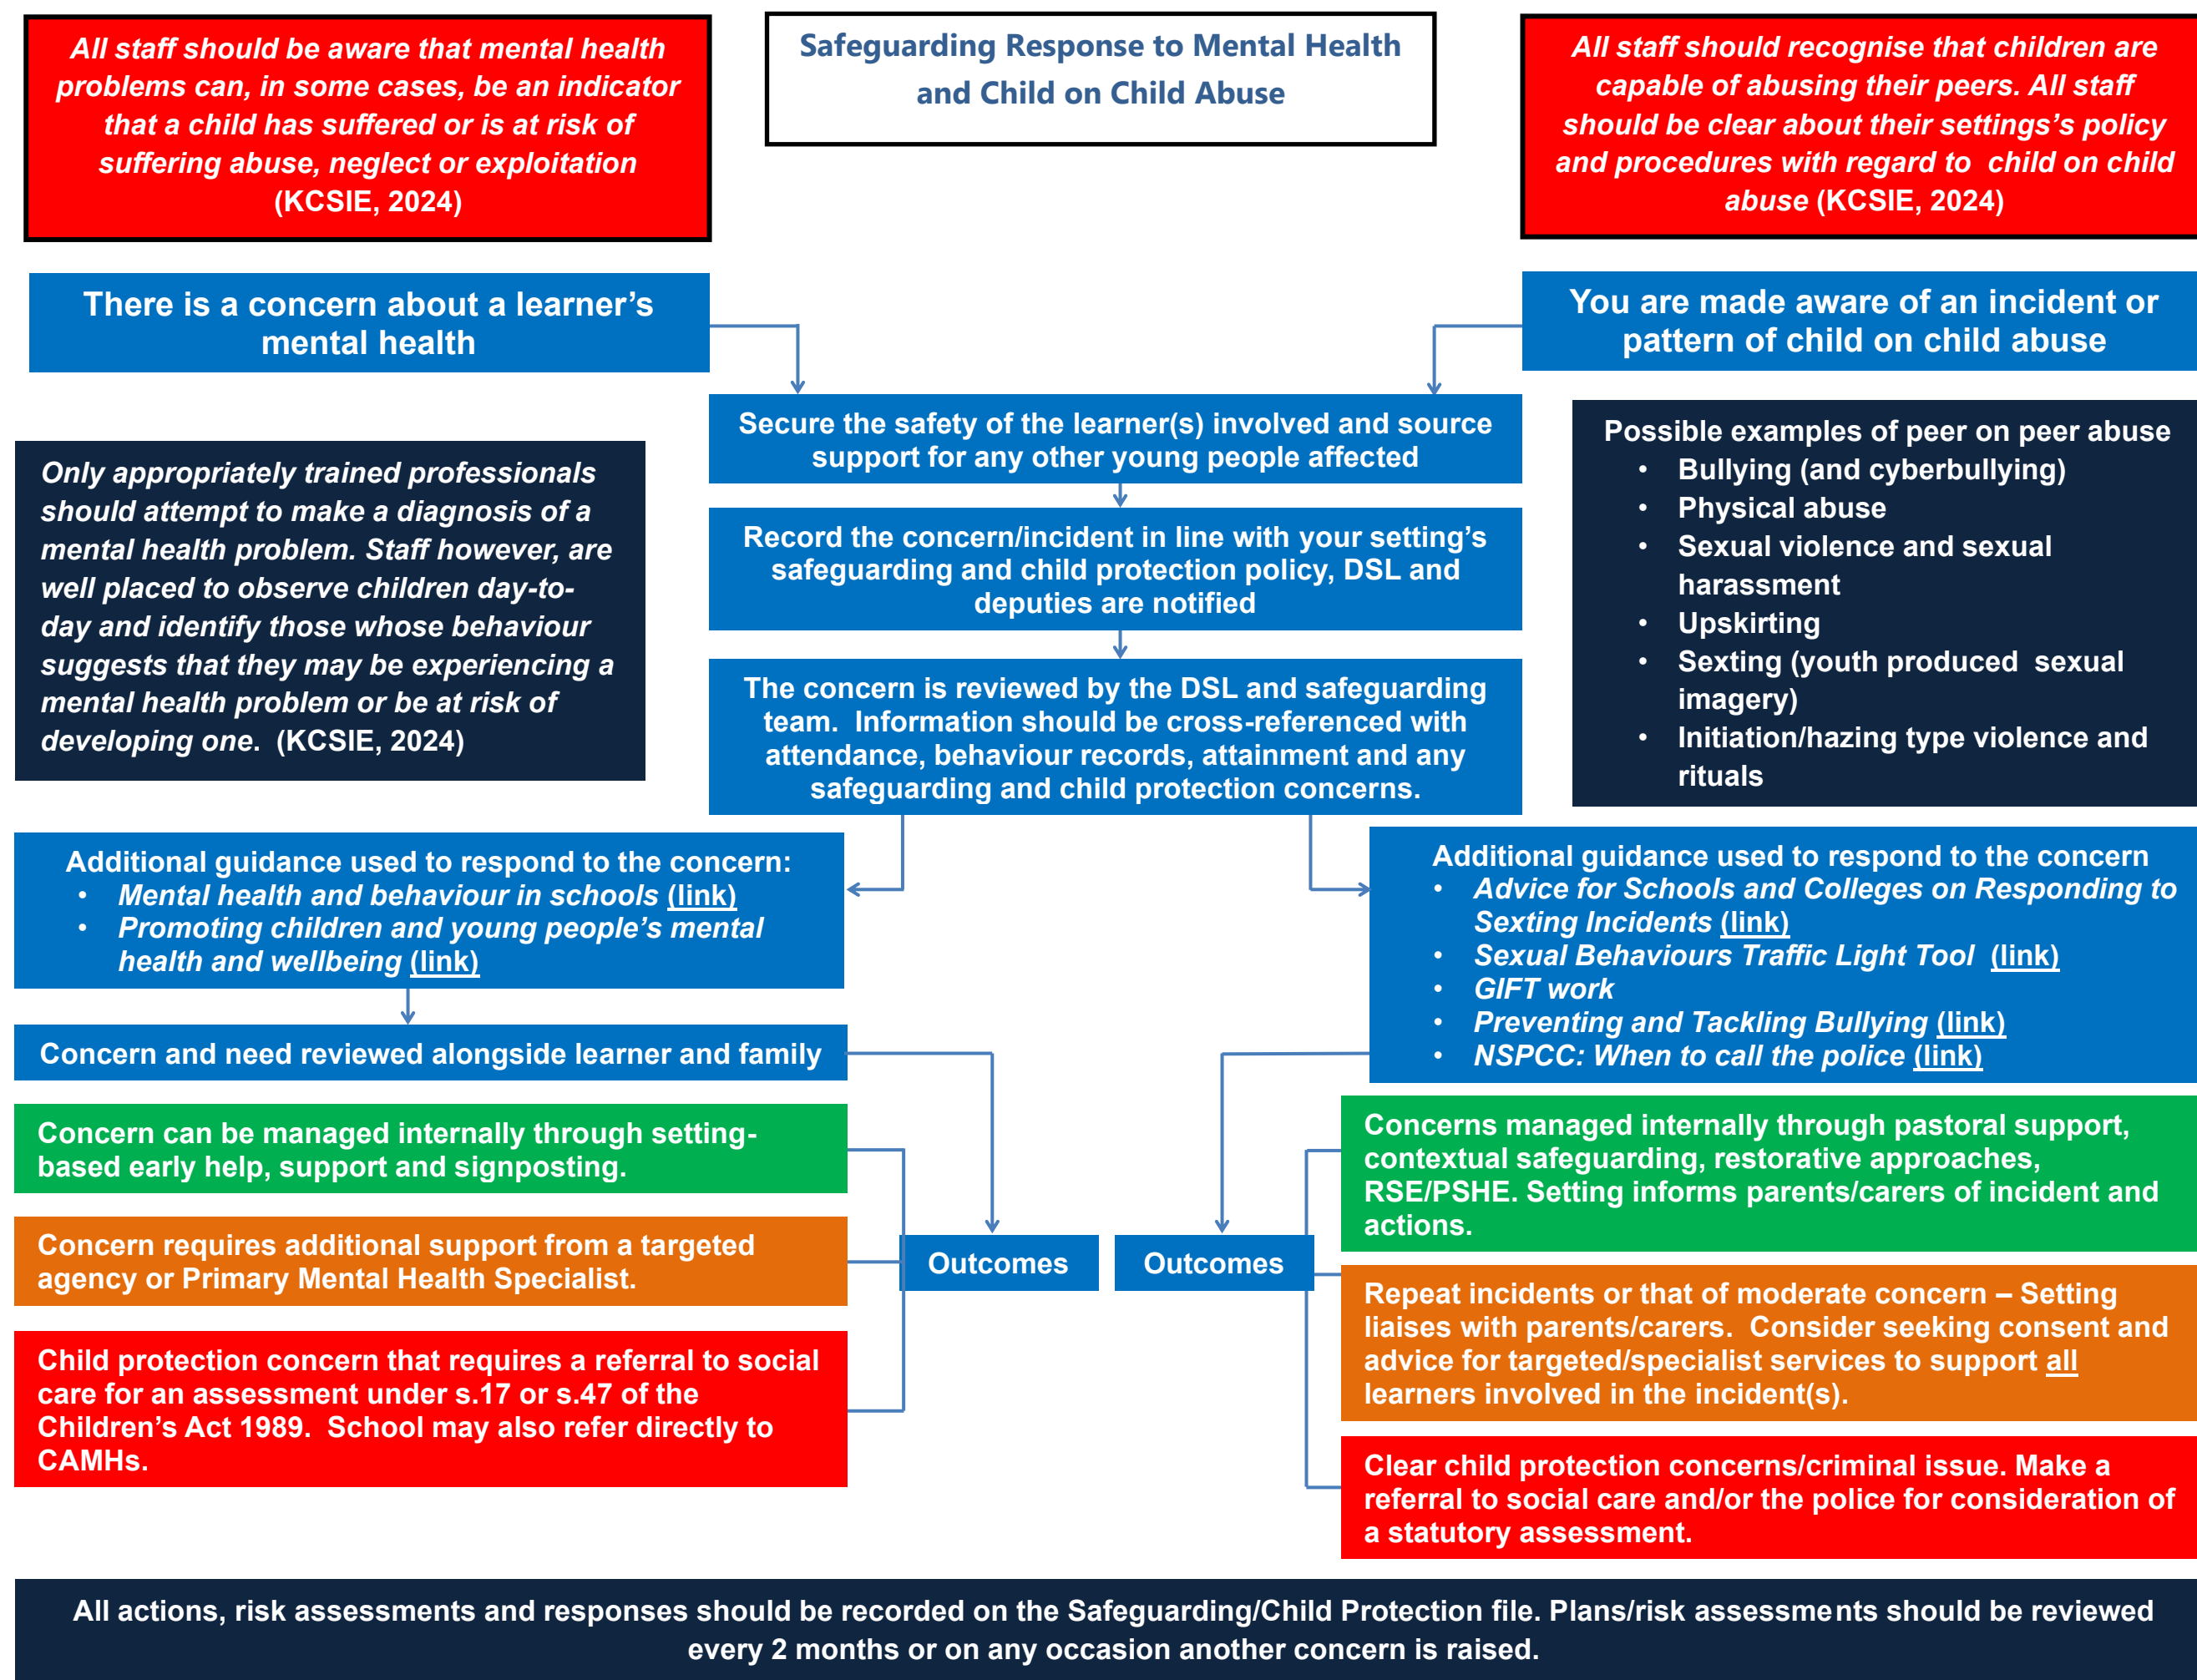 All staff should be aware that mental health
problems can, in some cases, be an indicator
that a child has suffered or is at risk of
suffering abuse, neglect or exploitation
(KCSIE, 2024)
Safeguarding Response to Mental Health
and Child on Child Abuse
All staff should recognise that children are
capable of abusing their peers. All staff
should be clear about their settings's policy
and procedures with regard to  child on child
abuse (KCSIE, 2024)
There is a concern about a learner’s
mental health
You are made aware of an incident or
pattern of child on child abuse
Secure the safety of the learner(s) involved and source
support for any other young people affected
Only appropriately trained professionals
should attempt to make a diagnosis of a
mental health problem. Staff however, are
well placed to observe children day-to-
day and identify those whose behaviour
suggests that they may be experiencing a
mental health problem or be at risk of
developing one.  (KCSIE, 2024)
Record the concern/incident in line with your setting’s
safeguarding and child protection policy, DSL and
deputies are notified
The concern is reviewed by the DSL and safeguarding
team.  Information should be cross-referenced with
attendance, behaviour records, attainment and any
safeguarding and child protection concerns.
Possible examples of peer on peer abuse
• Bullying (and cyberbullying)
• Physical abuse
• Sexual violence and sexual
harassment
• Upskirting
• Sexting (youth produced  sexual
imagery)
• Initiation/hazing type violence and
rituals
Additional guidance used to respond to the concern:
• Mental health and behaviour in schools (link)
• Promoting children and young people’s mental
health and wellbeing (link)
Additional guidance used to respond to the concern
• Advice for Schools and Colleges on Responding to
Sexting Incidents (link)
• Sexual Behaviours Traffic Light Tool  (link)
• GIFT work
• Preventing and Tackling Bullying (link)
• NSPCC: When to call the police (link)
Concern and need reviewed alongside learner and family
Concern can be managed internally through setting-
based early help, support and signposting.
Concern requires additional support from a targeted
agency or Primary Mental Health Specialist.
Child protection concern that requires a referral to social
care for an assessment under s.17 or s.47 of the
Children’s Act 1989.  School may also refer directly to
CAMHs.
Outcomes
Outcomes
Concerns managed internally through pastoral support,
contextual safeguarding, restorative approaches,
RSE/PSHE. Setting informs parents/carers of incident and
actions.
Repeat incidents or that of moderate concern – Setting
liaises with parents/carers.  Consider seeking consent and
advice for targeted/specialist services to support all
learners involved in the incident(s).
Clear child protection concerns/criminal issue. Make a
referral to social care and/or the police for consideration of
a statutory assessment.
All actions, risk assessments and responses should be recorded on the Safeguarding/Child Protection file. Plans/risk assessments should be reviewed
every 2 months or on any occasion another concern is raised.